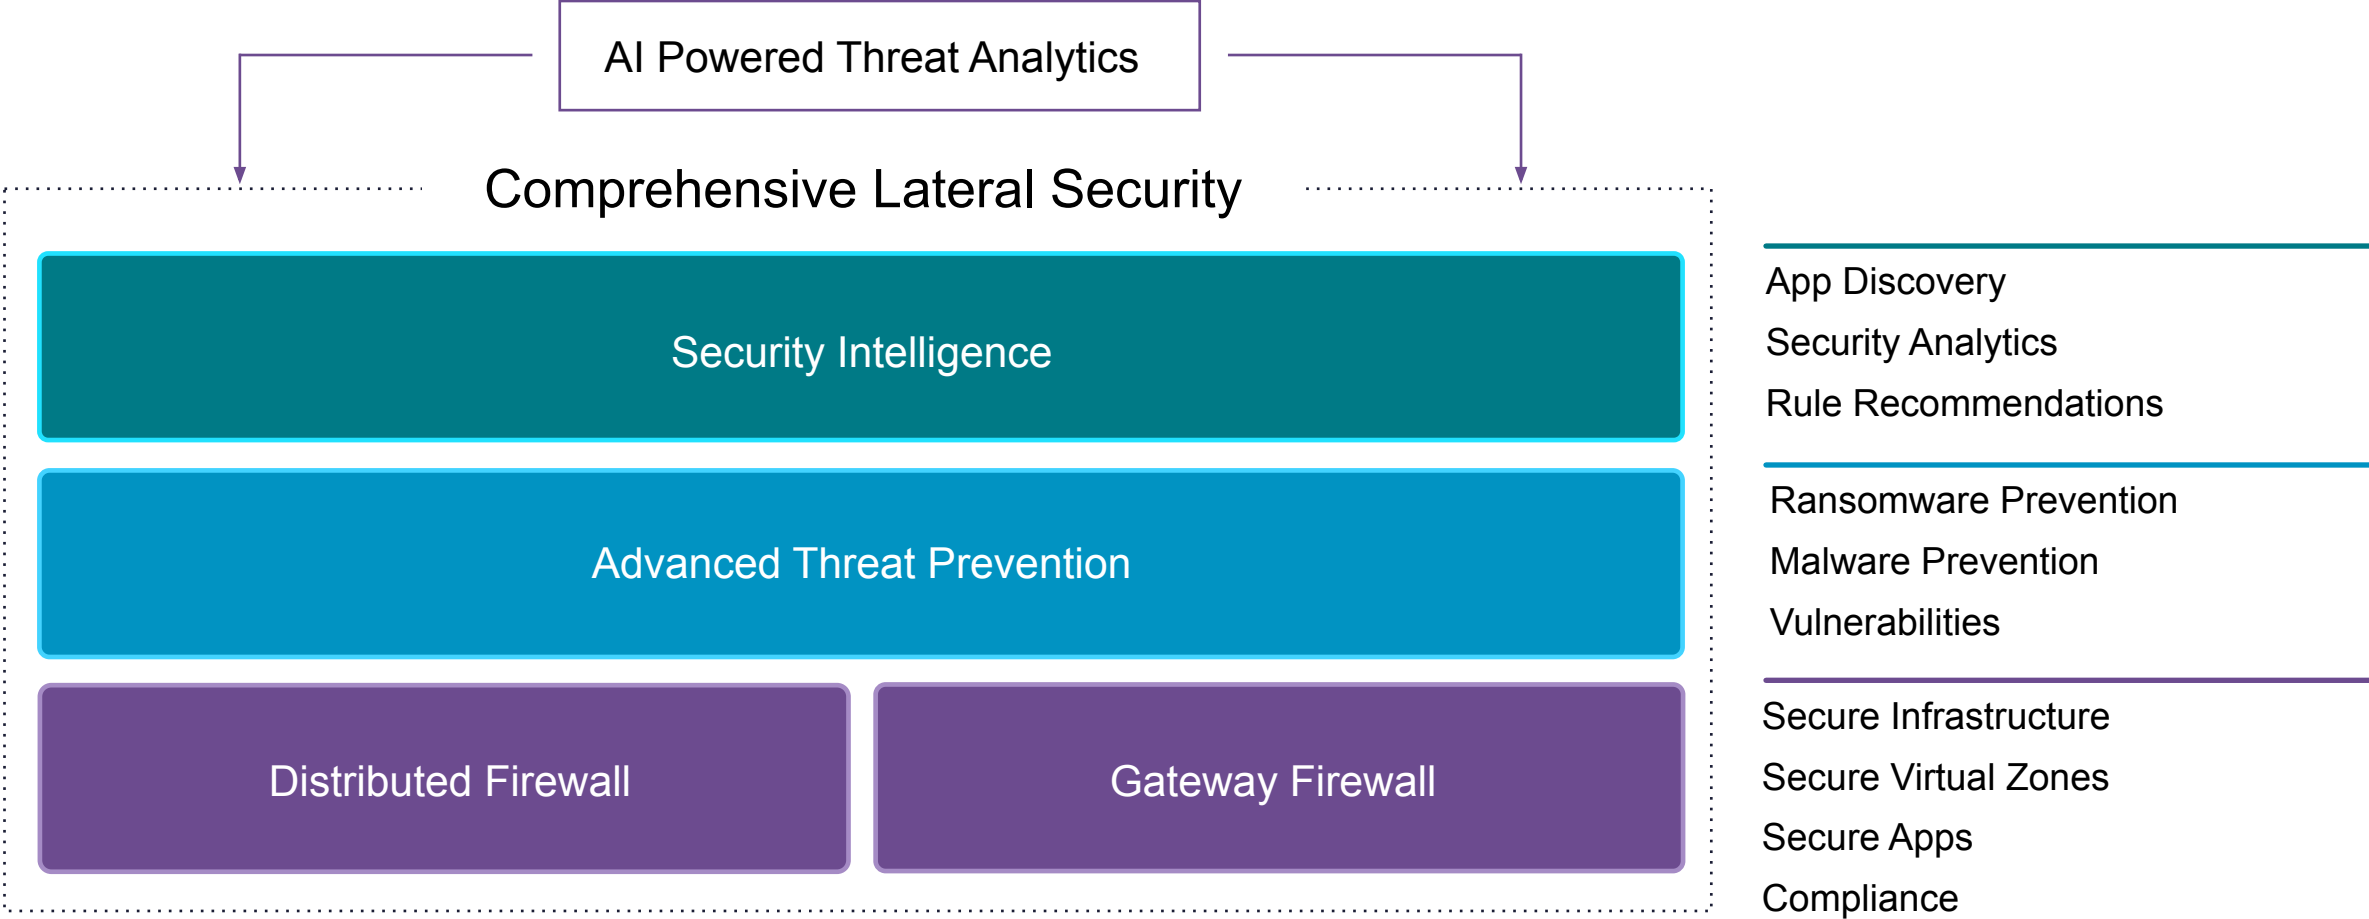 AI Powered Threat Analytics
Comprehensive Lateral Security
Security Intelligence
App Discovery
Security Analytics
Rule Recommendations
Advanced Threat Prevention
Ransomware Prevention
Malware Prevention
Vulnerabilities
Distributed Firewall
Gateway Firewall
Secure Infrastructure
Secure Virtual Zones
Secure Apps
Compliance